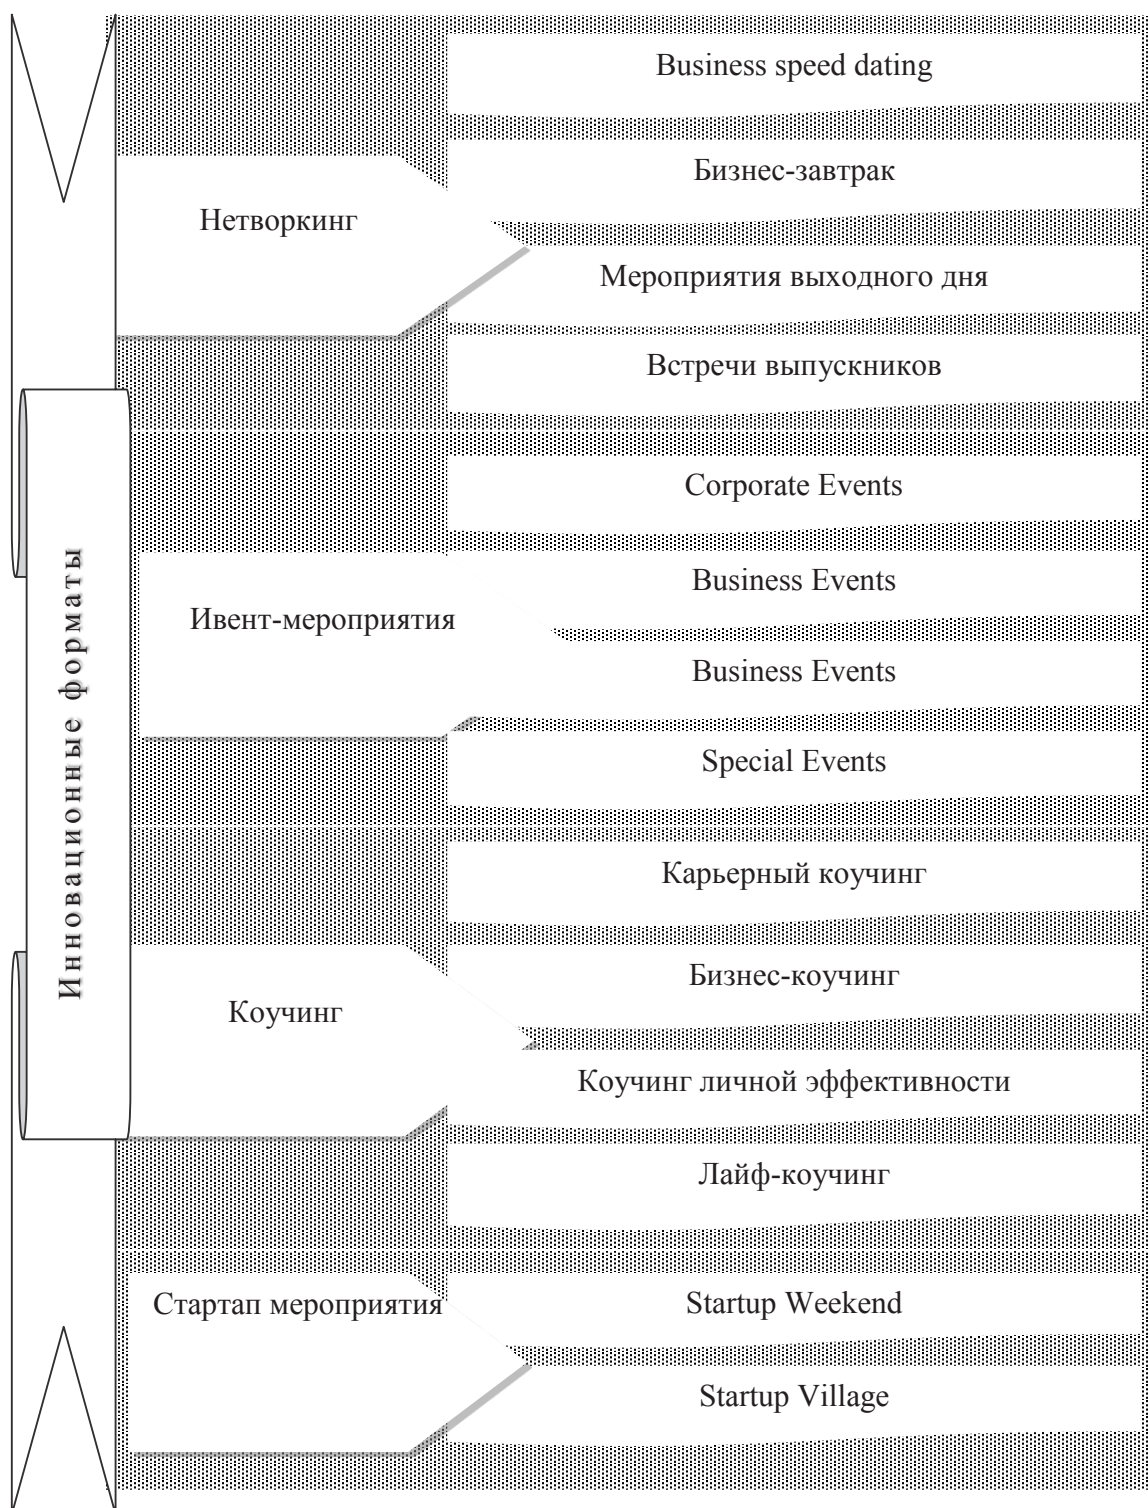 Инновационные форматы
Нетворкинг
Business speed dating
Бизнес-завтрак
Мероприятия выходного дня
Встречи выпускников
Ивент-мероприятия
Corporate Events
Business Events
Business Events
Special Events
Коучинг
Карьерный коучинг
Бизнес-коучинг
Коучинг личной эффективности
Лайф-коучинг
Стартап мероприятия
Startup Weekend
Startup Village